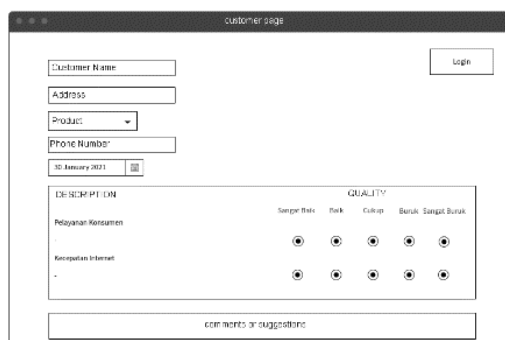 customer page
Login
Customer Name
Address
Product
Phone Number
30 January 2021
DESCRIPTION QUALITY
Sangat Baik Baik Cukup Buruk Sangat Buruk
Pelayanan Konsumen
-
Kecepatan Internet
-
comments or suggestions